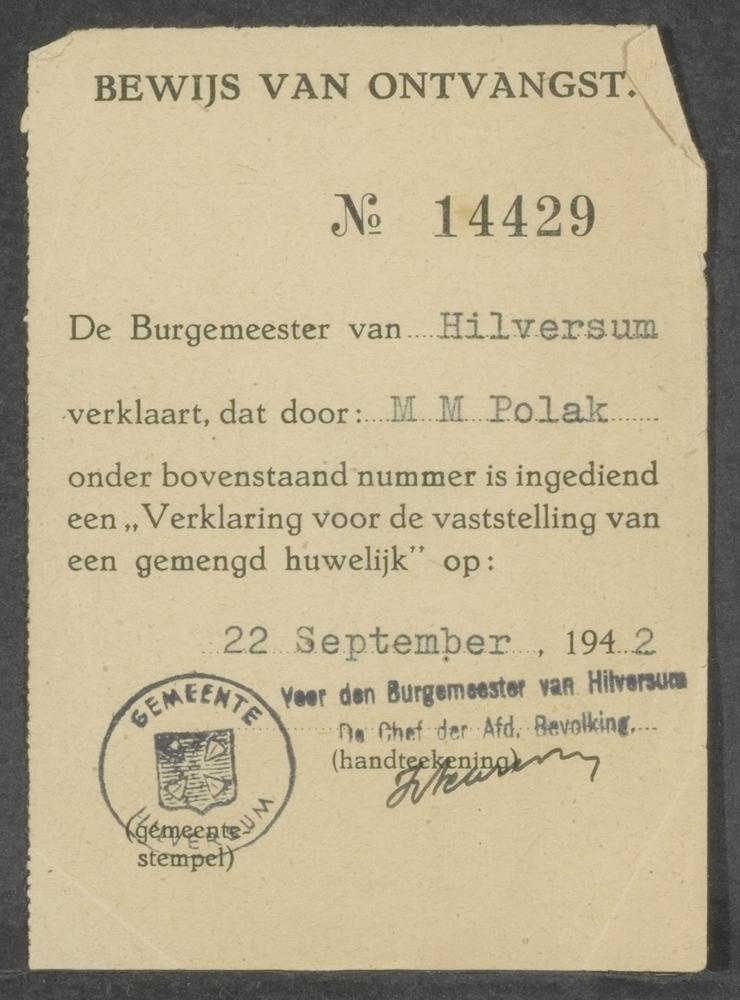 BEWIJS VAN ONTVANGST.
№ 14429
De Burgemeester van Hilversum
verklaart, dat door: M M Polak
onder bovenstaand nummer is ingediend
een „Verklaring voor de vaststelling van
een gemengd huwelijk” op:
22 September , 1942
Voor den Burgemeester van Hilversum
De Chef der Afd. Bevolking.
(handteekening)
GEMEENTE
HILVERSUM
(gemeente-
stempel)